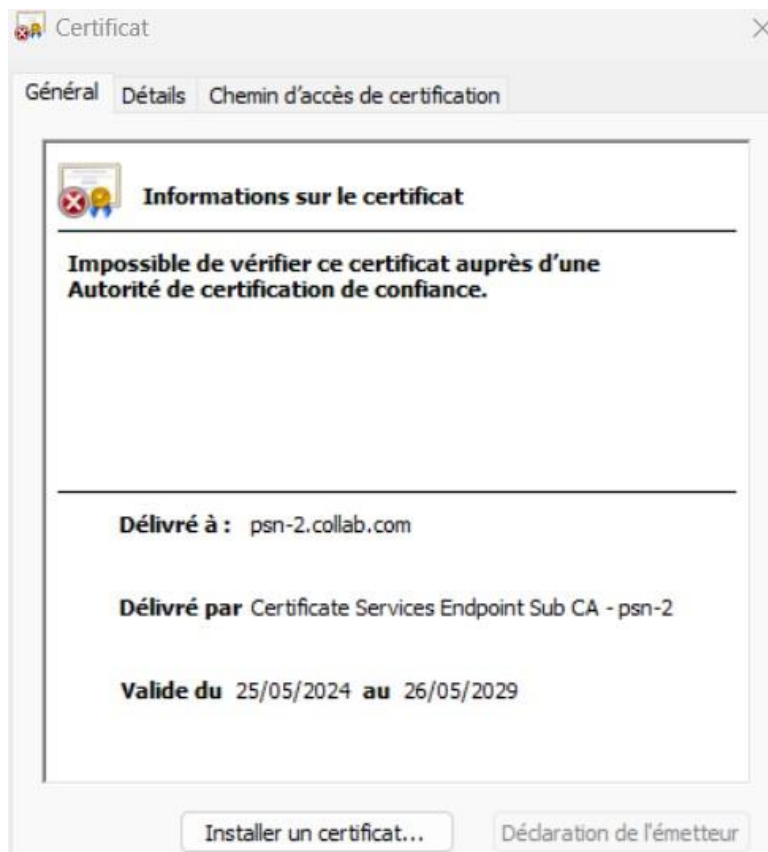 Certificat
Général Détails Chemin d’accès de certification
Informations sur le certificat
Impossible de vérifier ce certificat auprès d’une
Autorité de certification de confiance.
Délivré à : psn-2.collab.com
Délivré par Certificate Services Endpoint Sub CA - psn-2
Valide du 25/05/2024 au 26/05/2029
Installer un certificat... Déclaration de l’émetteur